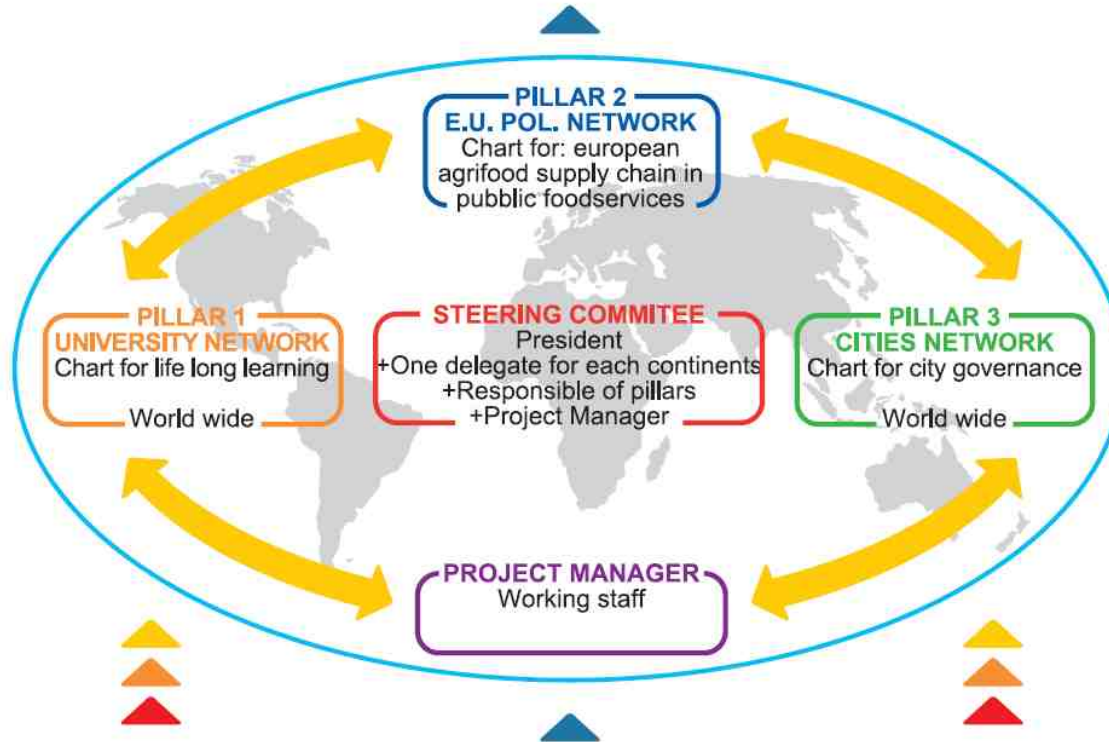 PILLAR 2
E.U. POL. NETWORK
Chart for: european
agrifood supply chain in
pubblic foodservices
PILLAR 1
UNIVERSITY NETWORK
Chart for life long learning
World wide
STEERING COMMITEE
President
+One delegate for each continents
+Responsible of pillars
+Project Manager
PILLAR 3
CITIES NETWORK
Chart for city governance
World wide
PROJECT MANAGER
Working staff